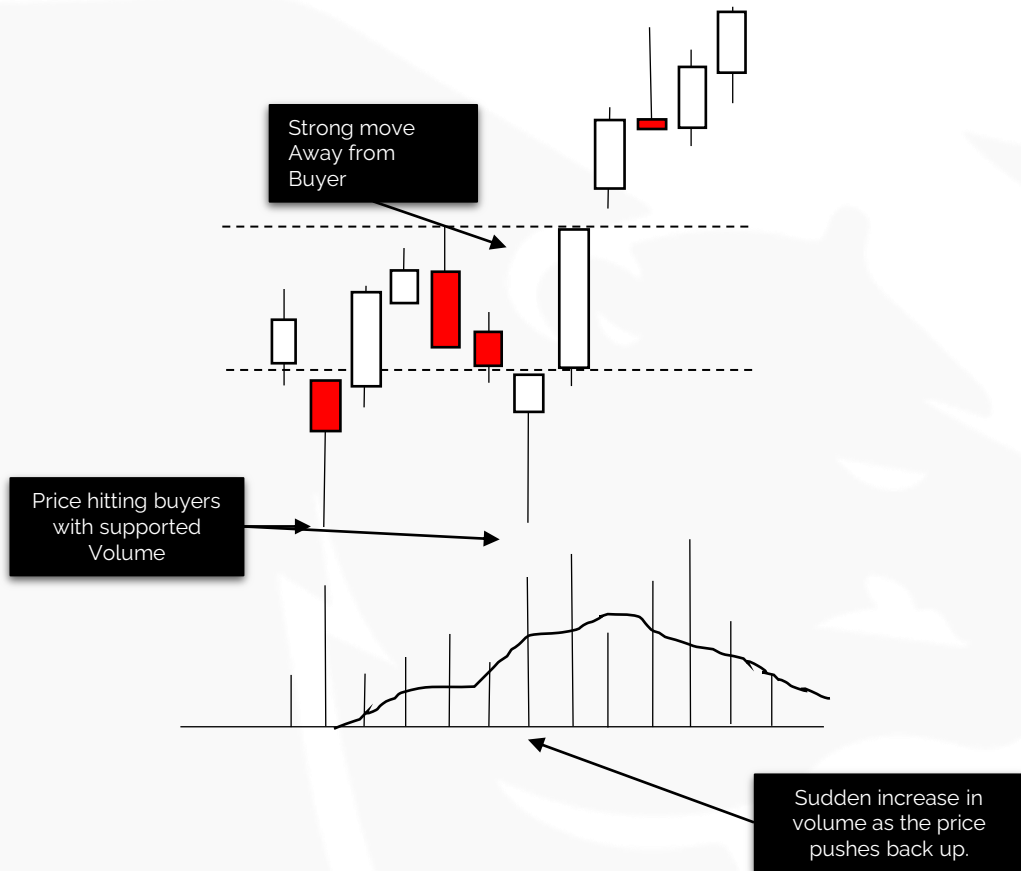 Strong move
Away from
Buyer
Price hitting buyers
with supported
Volume
Sudden increase in
volume as the price
pushes back up.